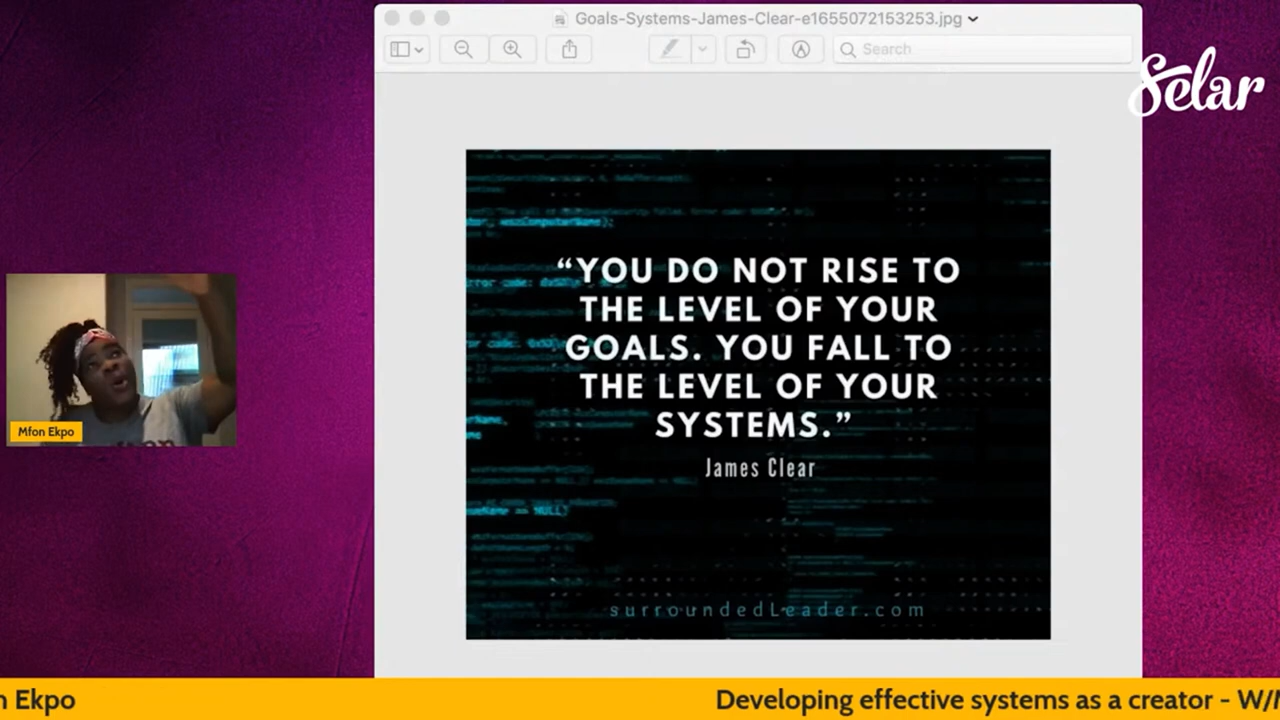 Goals-Systems-James-Clear-e1655072153253.jpg
Search
Selar
“YOU DO NOT RISE TO
THE LEVEL OF YOUR
GOALS. YOU FALL TO
THE LEVEL OF YOUR
SYSTEMS.”
James Clear
== NULL)
surroundedLeader.com
Mfon Ekpo
n Ekpo
Developing effective systems as a creator - W/